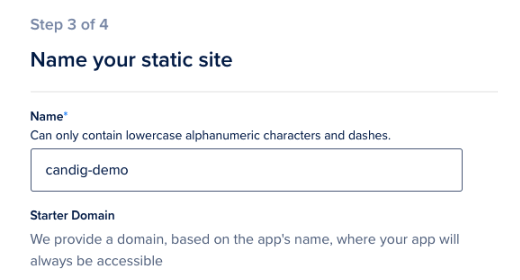 Step 3 of 4
Name your static site
Name*
Can only contain lowercase alphanumeric characters and dashes.
candig-demo
Starter Domain
We provide a domain, based on the app's name, where your app will
always be accessible